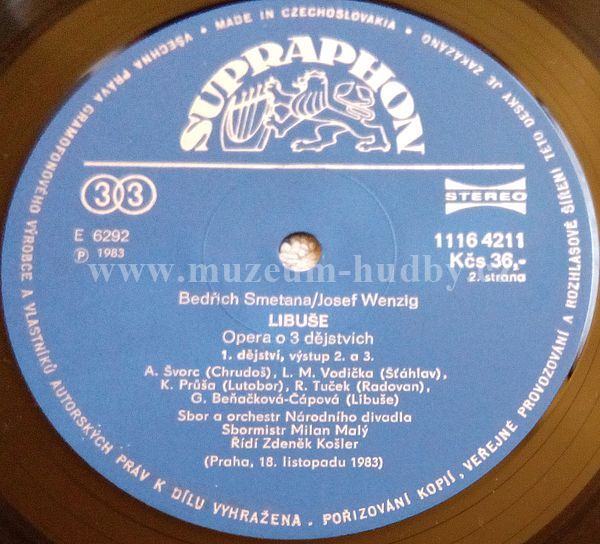 VŠECHNA PRÁVA GRAMOFONOVÉHO VÝROBCE A VLASTNÍKŮ AUTORSKÝCH PRÁV K DÍLU VYHRAŽENA. POŘIZOVÁNÍ KOPIÍ, VEŘEJNÉ PROVOZOVÁNÍ A ROZHLASOVÉ ŠÍŘENÍ TÉTO DESKY JE ZAKÁZÁNO • MADE IN CZECHOSLOVAKIA •
SUPRAPHON
33
STEREO
E 6292
1116 4211
Ⓟ 1983
Kčs 36,-
2. strana
www.muzeum-hudby.cz
Bedřich Smetana/Josef Wenzig
LIBUŠE
Opera o 3 dějstvích
1. dějství, výstup 2. a 3.
A. Švorc (Chrudoš), L. M. Vodička (Šťáhlav),
K. Průša (Lutobor), R. Tuček (Radovan),
G. Beňačková-Čápová (Libuše)
Sbor a orchestr Národního divadla
Sbormistr Milan Malý
Řídí Zdeněk Košler
(Praha, 18. listopadu 1983)